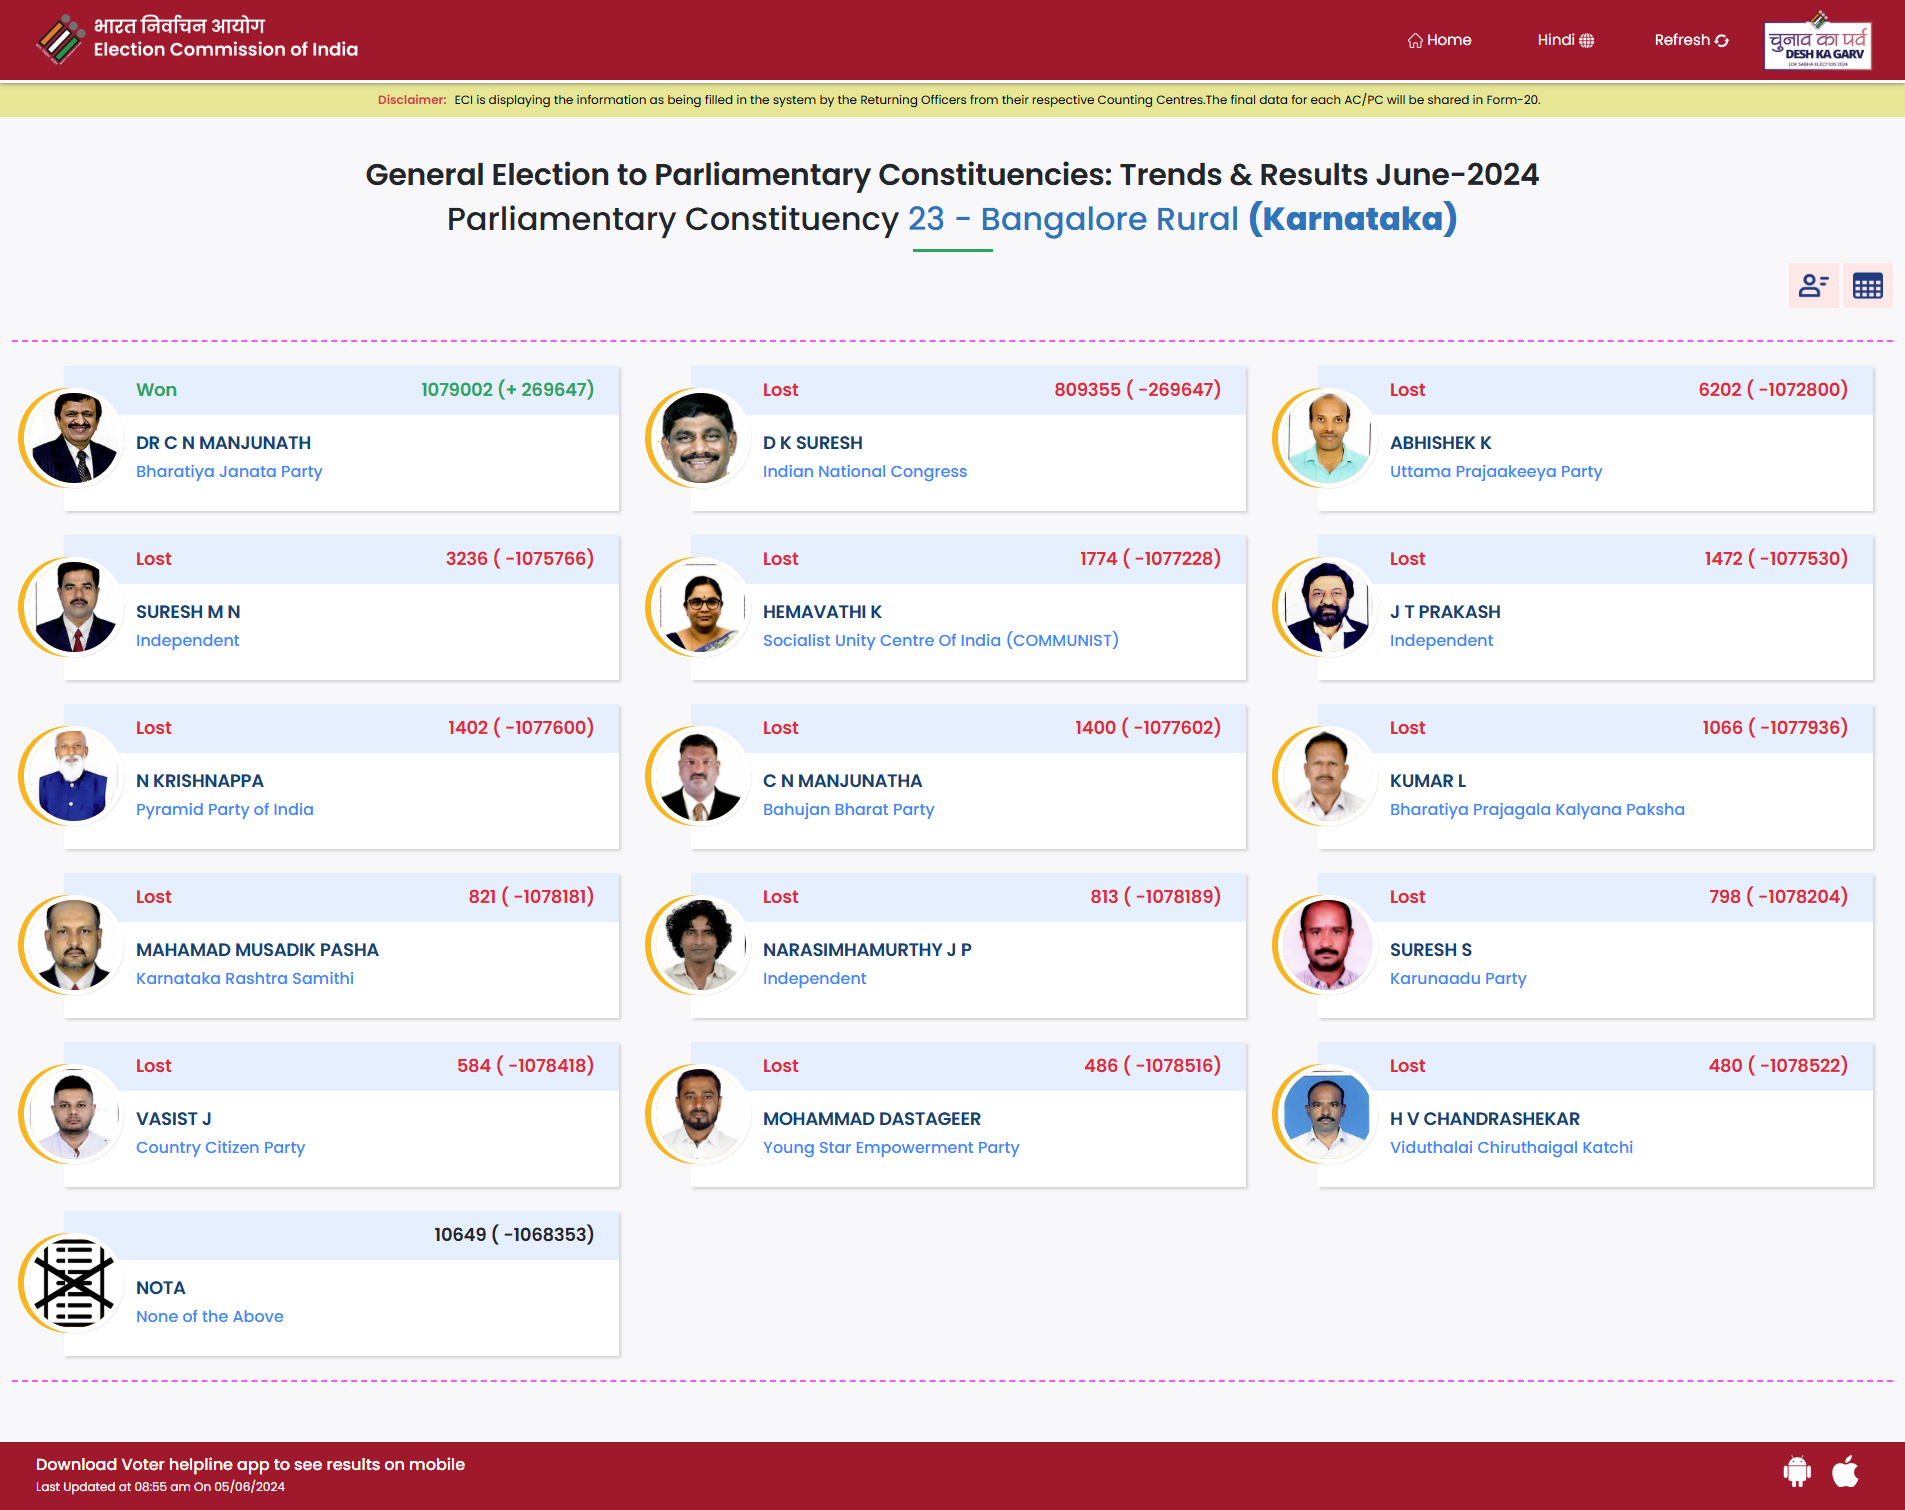 भारत निर्वाचन आयोग
Election Commission of India
Home
Hindi
Refresh
चुनाव का पर्व
DESH KA GARV
LOK SABHA ELECTION 2024
Disclaimer: ECI is displaying the information as being filled in the system by the Returning Officers from their respective Counting Centres.The final data for each AC/PC will be shared in Form-20.
General Election to Parliamentary Constituencies: Trends & Results June-2024
Parliamentary Constituency 23 - Bangalore Rural (Karnataka)
Won 1079002 (+ 269647)
DR C N MANJUNATH
Bharatiya Janata Party
Lost 809355 ( -269647)
D K SURESH
Indian National Congress
Lost 6202 ( -1072800)
ABHISHEK K
Uttama Prajaakeeya Party
Lost 3236 ( -1075766)
SURESH M N
Independent
Lost 1774 ( -1077228)
HEMAVATHI K
Socialist Unity Centre Of India (COMMUNIST)
Lost 1472 ( -1077530)
J T PRAKASH
Independent
Lost 1402 ( -1077600)
N KRISHNAPPA
Pyramid Party of India
Lost 1400 ( -1077602)
C N MANJUNATHA
Bahujan Bharat Party
Lost 1066 ( -1077936)
KUMAR L
Bharatiya Prajagala Kalyana Paksha
Lost 821 ( -1078181)
MAHAMAD MUSADIK PASHA
Karnataka Rashtra Samithi
Lost 813 ( -1078189)
NARASIMHAMURTHY J P
Independent
Lost 798 ( -1078204)
SURESH S
Karunaadu Party
Lost 584 ( -1078418)
VASIST J
Country Citizen Party
Lost 486 ( -1078516)
MOHAMMAD DASTAGEER
Young Star Empowerment Party
Lost 480 ( -1078522)
H V CHANDRASHEKAR
Viduthalai Chiruthaigal Katchi
10649 ( -1068353)
NOTA
None of the Above
Download Voter helpline app to see results on mobile
Last Updated at 08:55 am On 05/06/2024